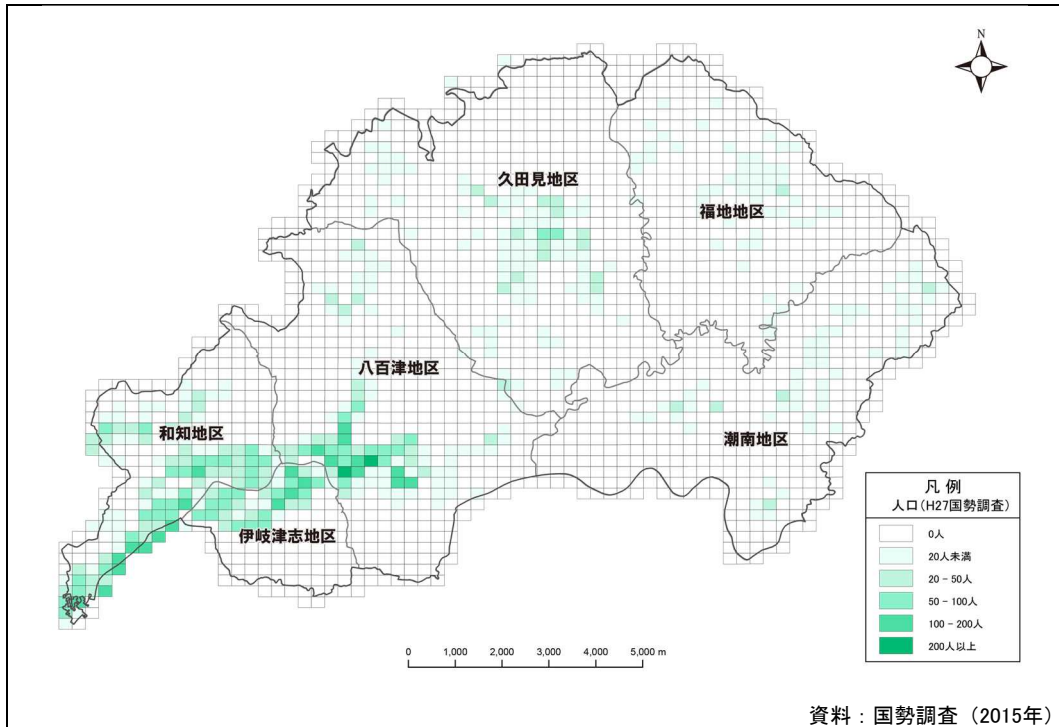 N
久田見地区
福地地区
八百津地区
和知地区
潮南地区
伊岐津志地区
凡 例
人口(H27国勢調査)
0人
20人未満
20 - 50人
50 - 100人
100 - 200人
200人以上
0 1,000 2,000 3,000 4,000 5,000 m
資料：国勢調査（2015年）